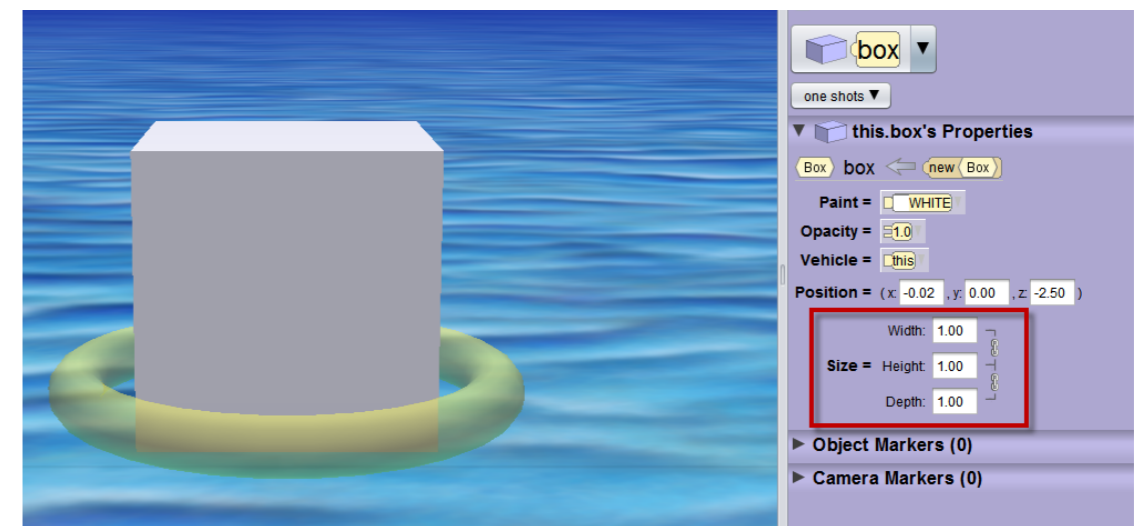 box
one shots
this.box's Properties
Box box new Box
Paint = WHITE
Opacity = 1.0
Vehicle = this
Position = ( x: -0.02 , y: 0.00 , z: -2.50 )
Width: 1.00
Size = Height: 1.00
Depth: 1.00
Object Markers (0)
Camera Markers (0)